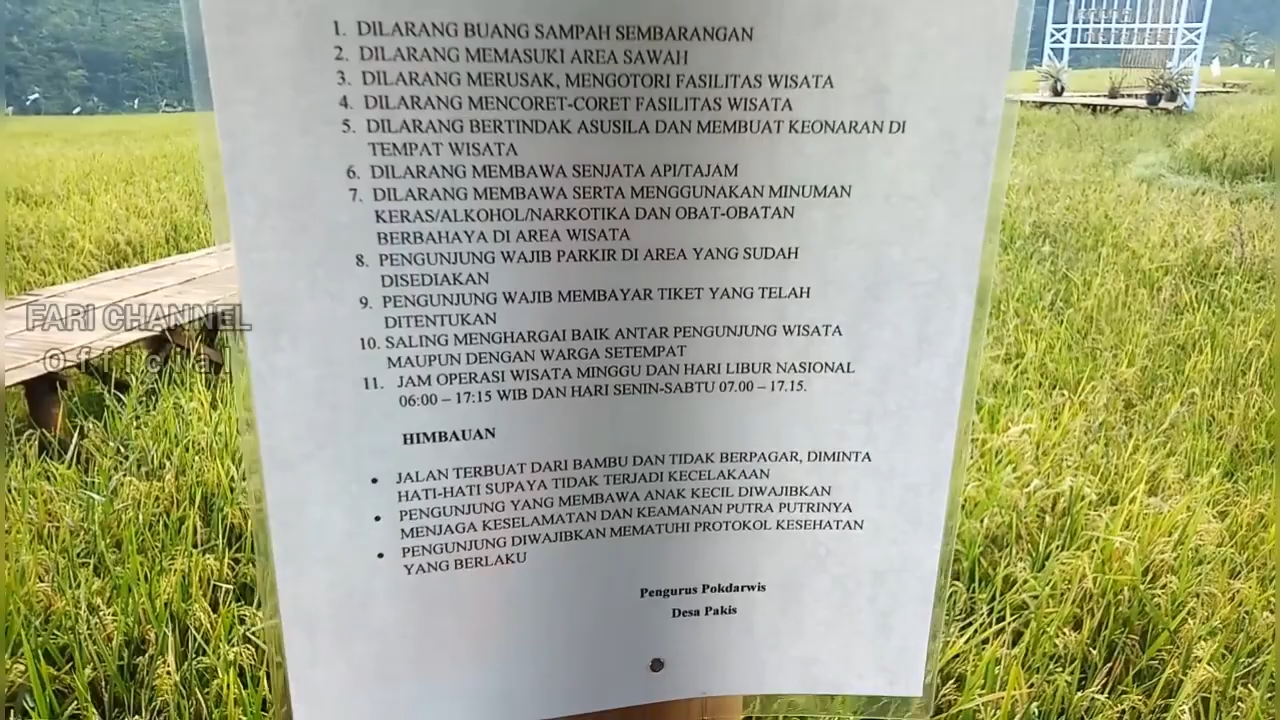 1. DILARANG BUANG SAMPAH SEMBARANGAN
2. DILARANG MEMASUKI AREA SAWAH
3. DILARANG MERUSAK, MENGOTORI FASILITAS WISATA
4. DILARANG MENCORET-CORET FASILITAS WISATA
5. DILARANG BERTINDAK ASUSILA DAN MEMBUAT KEONARAN DI
TEMPAT WISATA
6. DILARANG MEMBAWA SENJATA API/TAJAM
7. DILARANG MEMBAWA SERTA MENGGUNAKAN MINUMAN
KERAS/ALKOHOL/NARKOTIKA DAN OBAT-OBATAN
BERBAHAYA DI AREA WISATA
8. PENGUNJUNG WAJIB PARKIR DI AREA YANG SUDAH
DISEDIAKAN
9. PENGUNJUNG WAJIB MEMBAYAR TIKET YANG TELAH
DITENTUKAN
10. SALING MENGHARGAI BAIK ANTAR PENGUNJUNG WISATA
MAUPUN DENGAN WARGA SETEMPAT
11. JAM OPERASI WISATA MINGGU DAN HARI LIBUR NASIONAL
06:00 – 17:15 WIB DAN HARI SENIN-SABTU 07.00 – 17.15.
HIMBAUAN
• JALAN TERBUAT DARI BAMBU DAN TIDAK BERPAGAR, DIMINTA
HATI-HATI SUPAYA TIDAK TERJADI KECELAKAAN
• PENGUNJUNG YANG MEMBAWA ANAK KECIL DIWAJIBKAN
MENJAGA KESELAMATAN DAN KEAMANAN PUTRA PUTRINYA
• PENGUNJUNG DIWAJIBKAN MEMATUHI PROTOKOL KESEHATAN
YANG BERLAKU
Pengurus Pokdarwis
Desa Pakis
FARI CHANNEL
Official